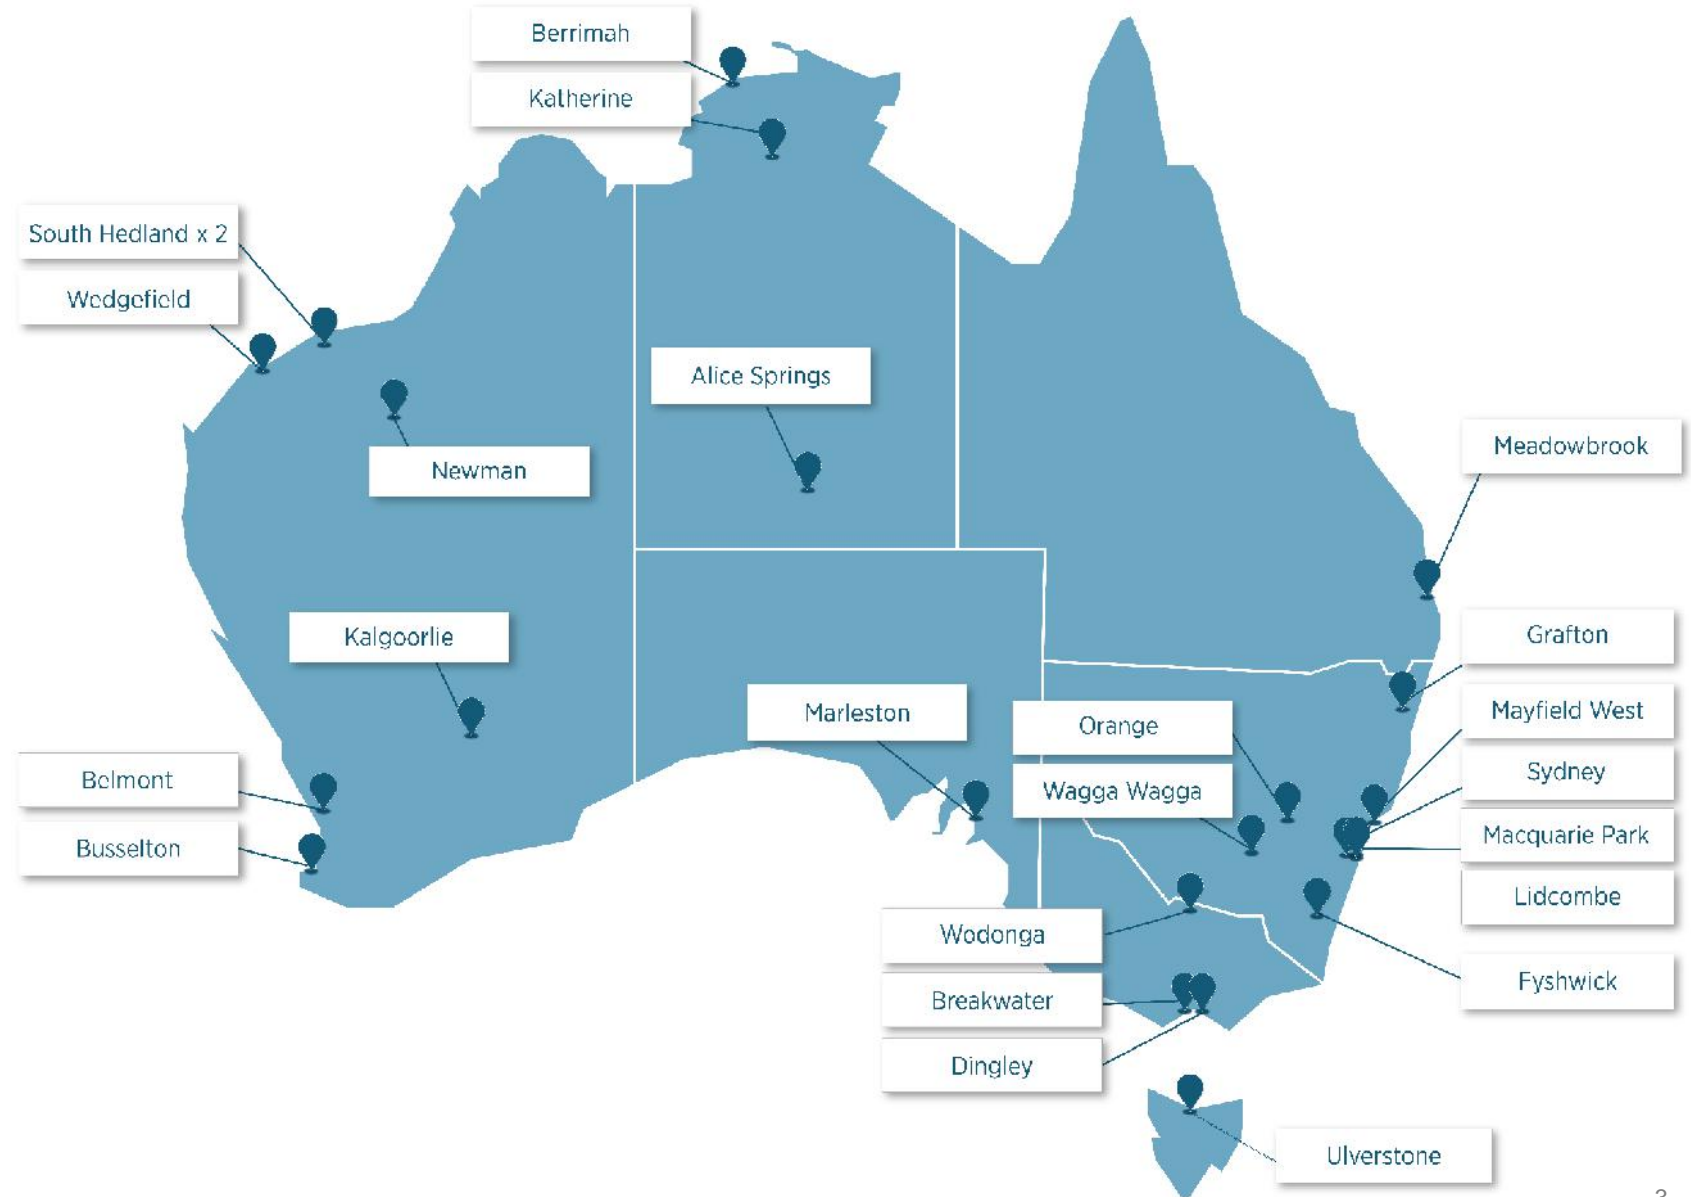 Berrimah
Katherine
South Hedland x 2
Wedgefield
Alice Springs
Newman
Meadowbrook
Kalgoorlie
Grafton
Marleston
Orange
Mayfield West
Belmont
Wagga Wagga
Sydney
Busselton
Macquarie Park
Lidcombe
Wodonga
Fyshwick
Breakwater
Dingley
Ulverstone
3